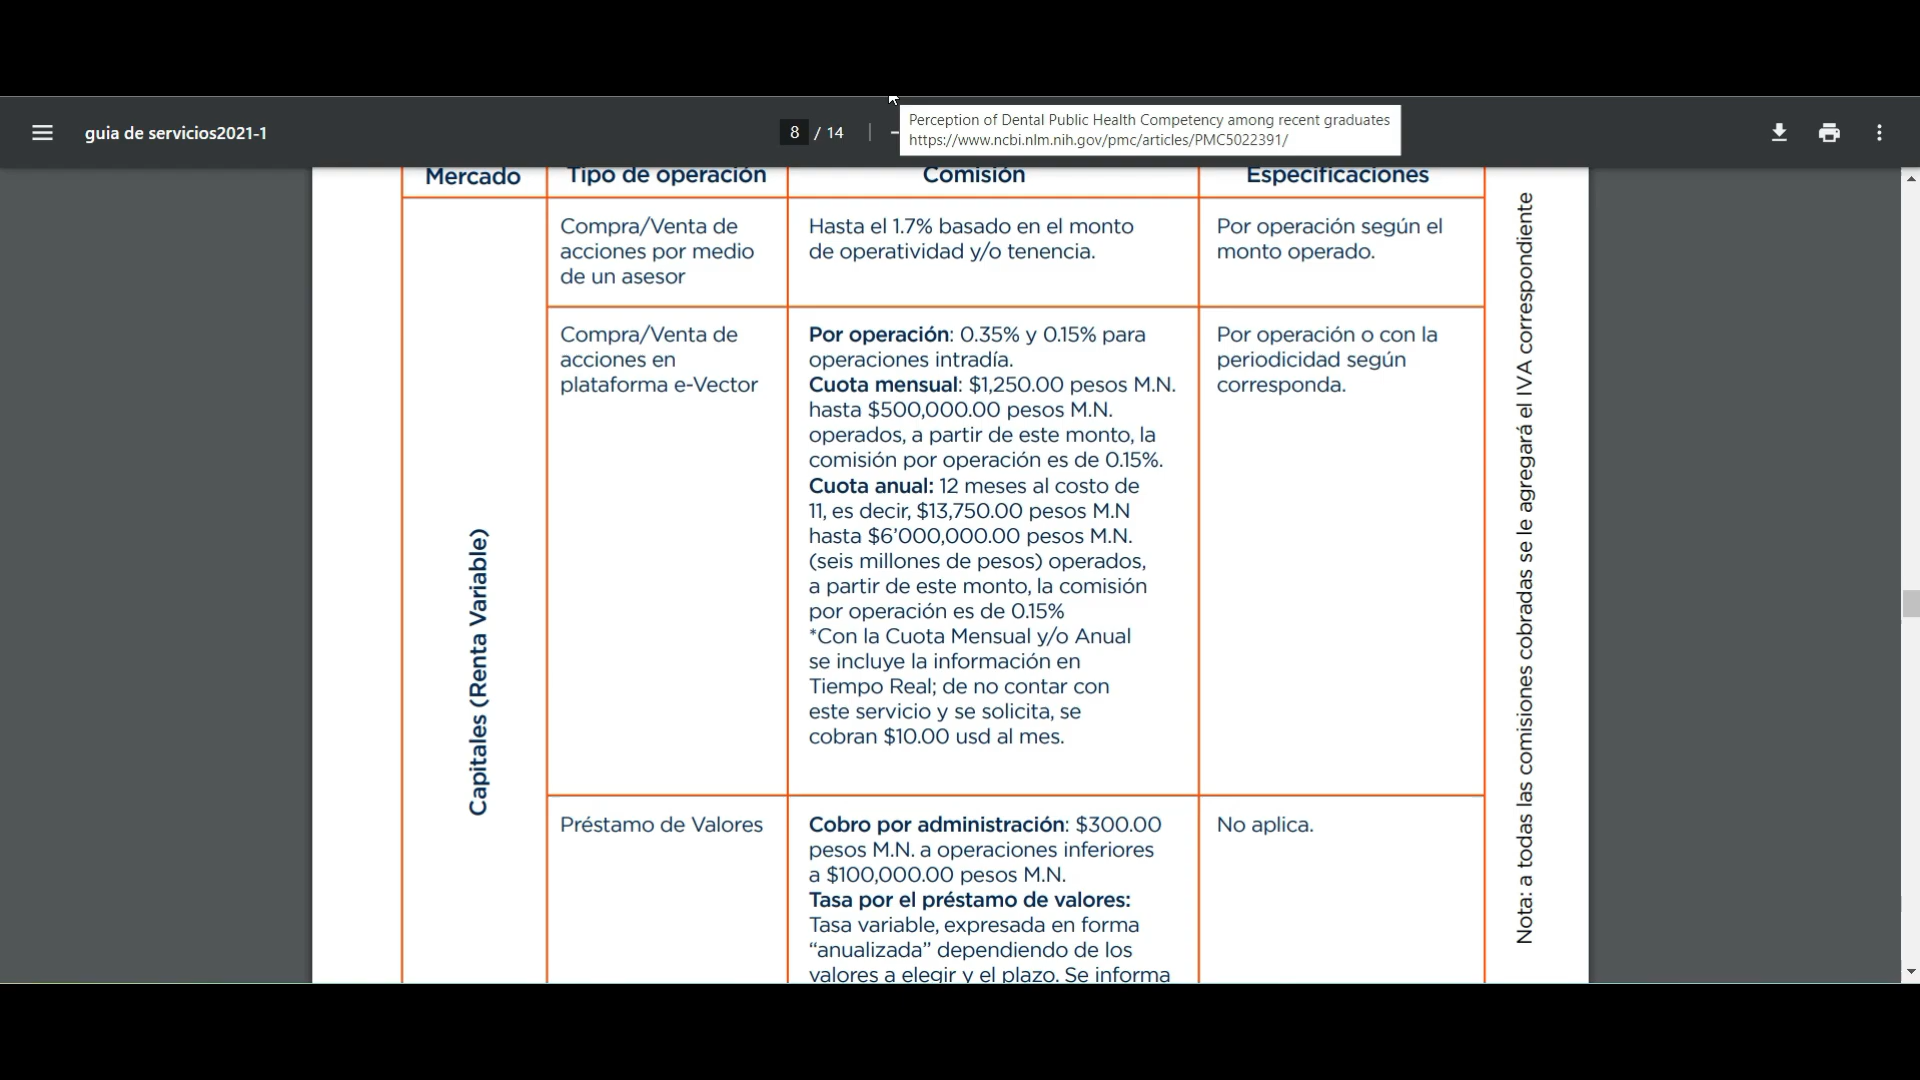 guia de servicios2021-1
8 / 14
Perception of Dental Public Health Competency among recent graduates
https://www.ncbi.nlm.nih.gov/pmc/articles/PMC5022391/
Mercado
Tipo de operación
Comisión
Especificaciones
Capitales (Renta Variable)
Compra/Venta de
acciones por medio
de un asesor
Hasta el 1.7% basado en el monto
de operatividad y/o tenencia.
Por operación según el
monto operado.
Compra/Venta de
acciones en
plataforma e-Vector
Por operación: 0.35% y 0.15% para
operaciones intradía.
Cuota mensual: $1,250.00 pesos M.N.
hasta $500,000.00 pesos M.N.
operados, a partir de este monto, la
comisión por operación es de 0.15%.
Cuota anual: 12 meses al costo de
11, es decir, $13,750.00 pesos M.N
hasta $6'000,000.00 pesos M.N.
(seis millones de pesos) operados,
a partir de este monto, la comisión
por operación es de 0.15%
*Con la Cuota Mensual y/o Anual
se incluye la información en
Tiempo Real; de no contar con
este servicio y se solicita, se
cobran $10.00 usd al mes.
Por operación o con la
periodicidad según
corresponda.
Préstamo de Valores
Cobro por administración: $300.00
pesos M.N. a operaciones inferiores
a $100,000.00 pesos M.N.
Tasa por el préstamo de valores:
Tasa variable, expresada en forma
“anualizada” dependiendo de los
valores a elegir y el plazo. Se informa
No aplica.
Nota: a todas las comisiones cobradas se le agregará el IVA correspondiente